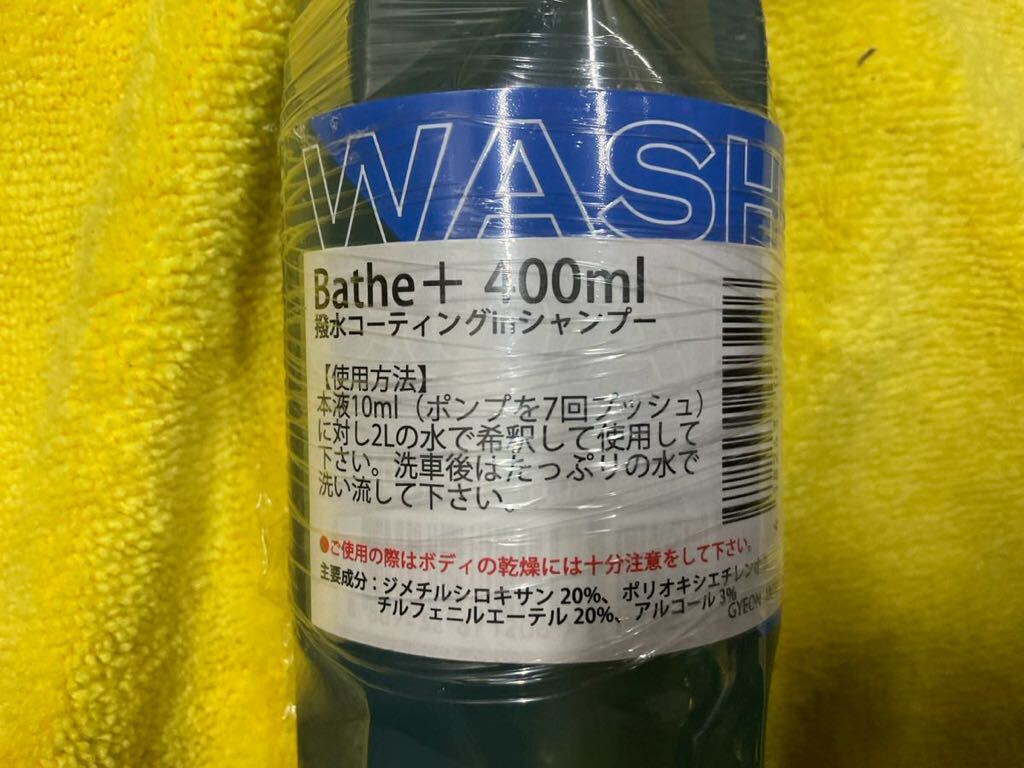 WASH
Bathe＋ 400ml
撥水コーティングinシャンプー
【使用方法】
本液10ml（ポンプを7回プッシュ）
に対し2Lの水で希釈して使用して
下さい。洗車後はたっぷりの水で
洗い流して下さい。
●ご使用の際はボディの乾燥には十分注意をして下さい。
主要成分：ジメチルシロキサン 20%、ポリオキシエチレン
チルフェニルエーテル 20%、アルコール 3%
GYEON